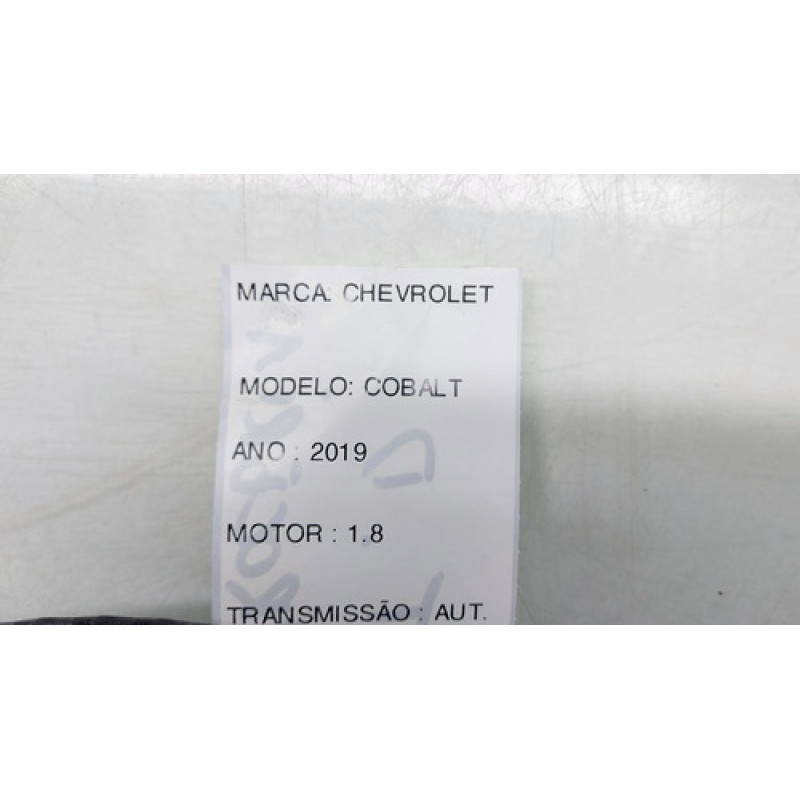 MARCA: CHEVROLET
MODELO: COBALT
ANO : 2019
MOTOR : 1.8
TRANSMISSÃO : AUT.